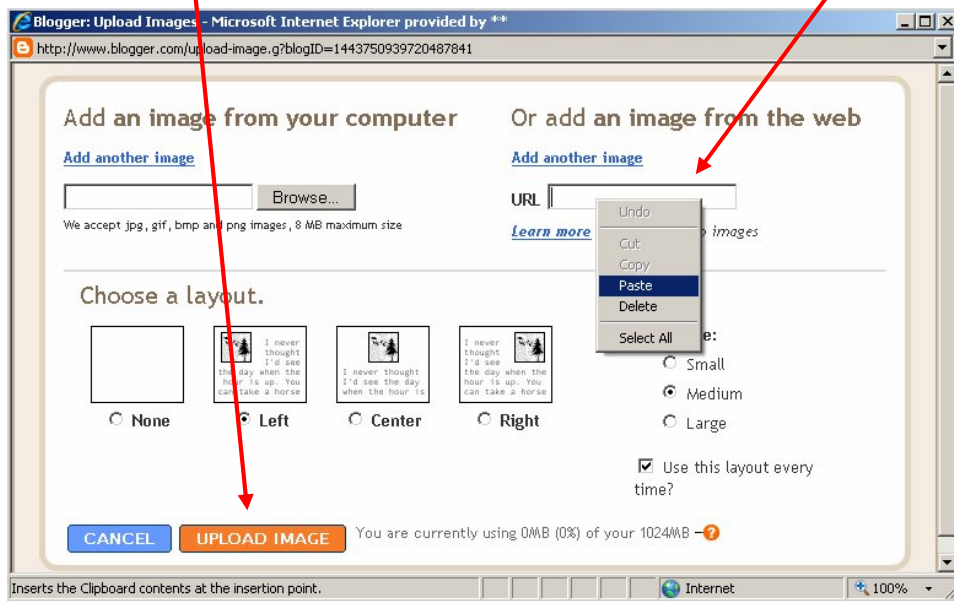 Blogger: Upload Images - Microsoft Internet Explorer provided by **
http://www.blogger.com/upload-image.g?blogID=1443750939720487841
Add an image from your computer
Add another image
Browse...
We accept jpg, gif, bmp and png images, 8 MB maximum size
Or add an image from the web
Add another image
URL
Learn more
images
Undo
Cut
Copy
Paste
Delete
Select All
Choose a layout.
I never
thought
I'd see
the day when the
hour is up. You
can take a horse
I never thought
I'd see the day
when the hour is
I never
thought
I'd see
the day when the
hour is up. You
can take a horse
None
Left
Center
Right
Small
Medium
Large
Use this layout every
time?
CANCEL
UPLOAD IMAGE
You are currently using 0MB (0%) of your 1024MB –?
Inserts the Clipboard contents at the insertion point.
Internet
100%